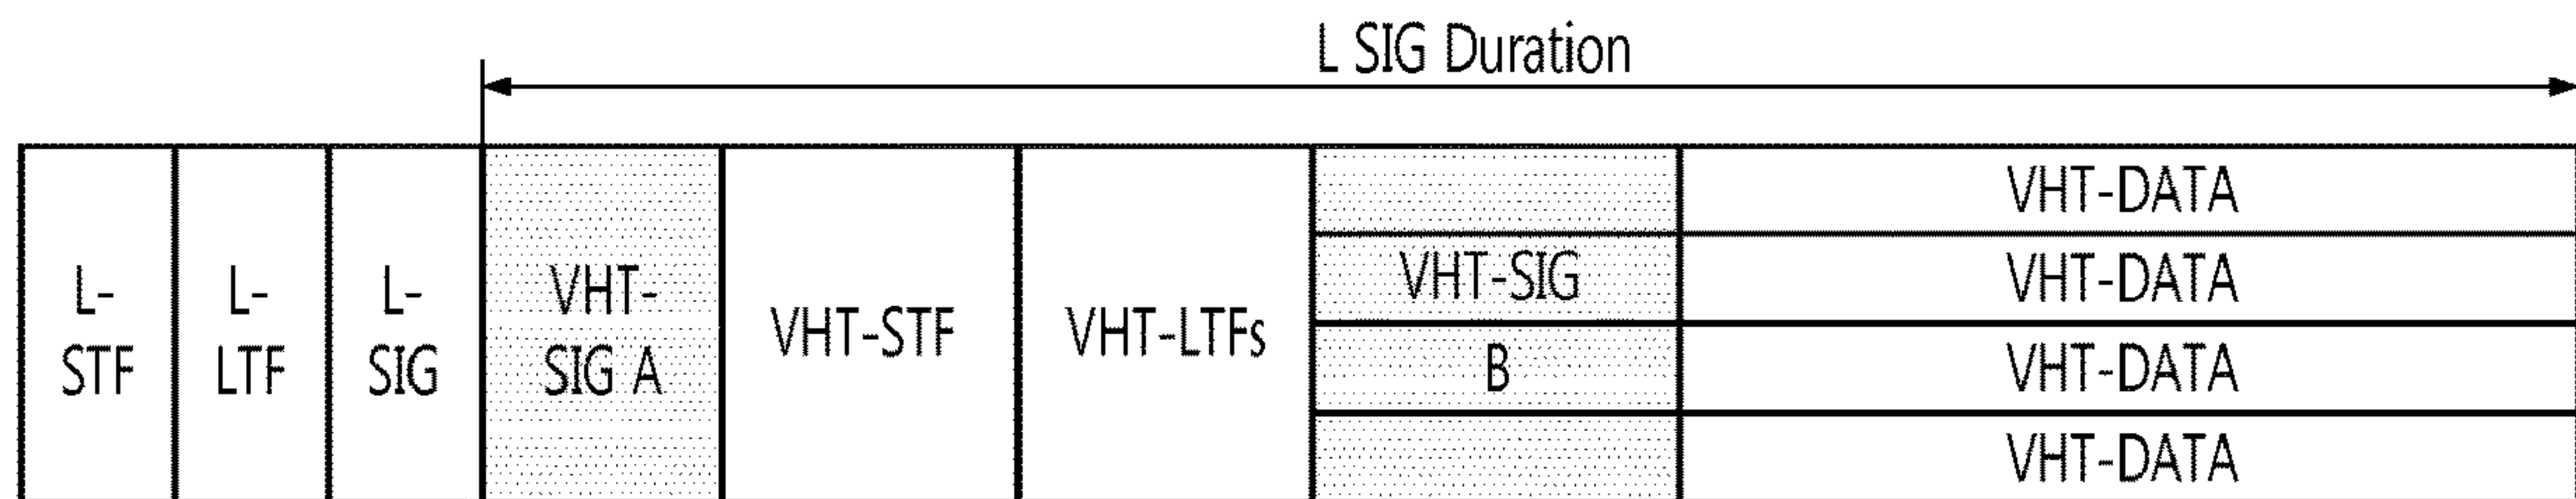 L SIG Duration
L-
STF
L-
LTF
L-
SIG
VHT-
SIG A
VHT-STF
VHT-LTFs
VHT-SIG
B
VHT-DATA
VHT-DATA
VHT-DATA
VHT-DATA